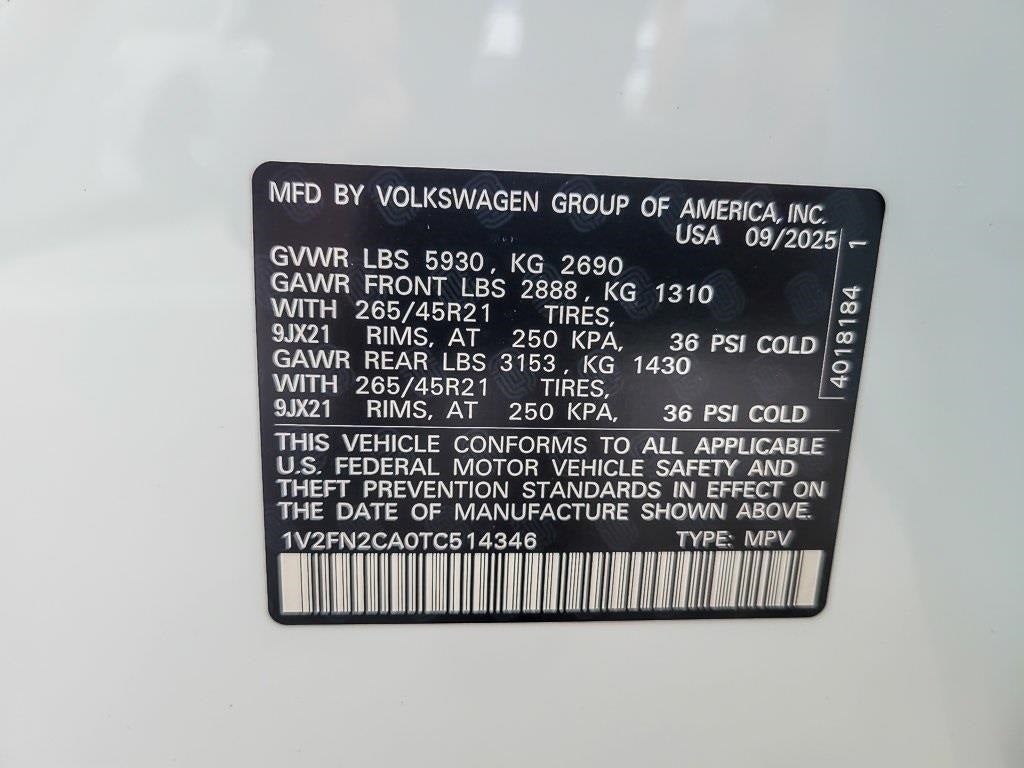 MFD BY VOLKSWAGEN GROUP OF AMERICA, INC.
USA 09/2025
GVWR LBS 5930, KG 2690
GAWR FRONT LBS 2888, KG 1310
WITH 265/45R21 TIRES,
9JX21 RIMS, AT 250 KPA, 36 PSI COLD
GAWR REAR LBS 3153, KG 1430
WITH 265/45R21 TIRES,
9JX21 RIMS, AT 250 KPA, 36 PSI COLD
4018184 1
THIS VEHICLE CONFORMS TO ALL APPLICABLE
U.S. FEDERAL MOTOR VEHICLE SAFETY AND
THEFT PREVENTION STANDARDS IN EFFECT ON
THE DATE OF MANUFACTURE SHOWN ABOVE.
1V2FN2CA0TC514346 TYPE: MPV